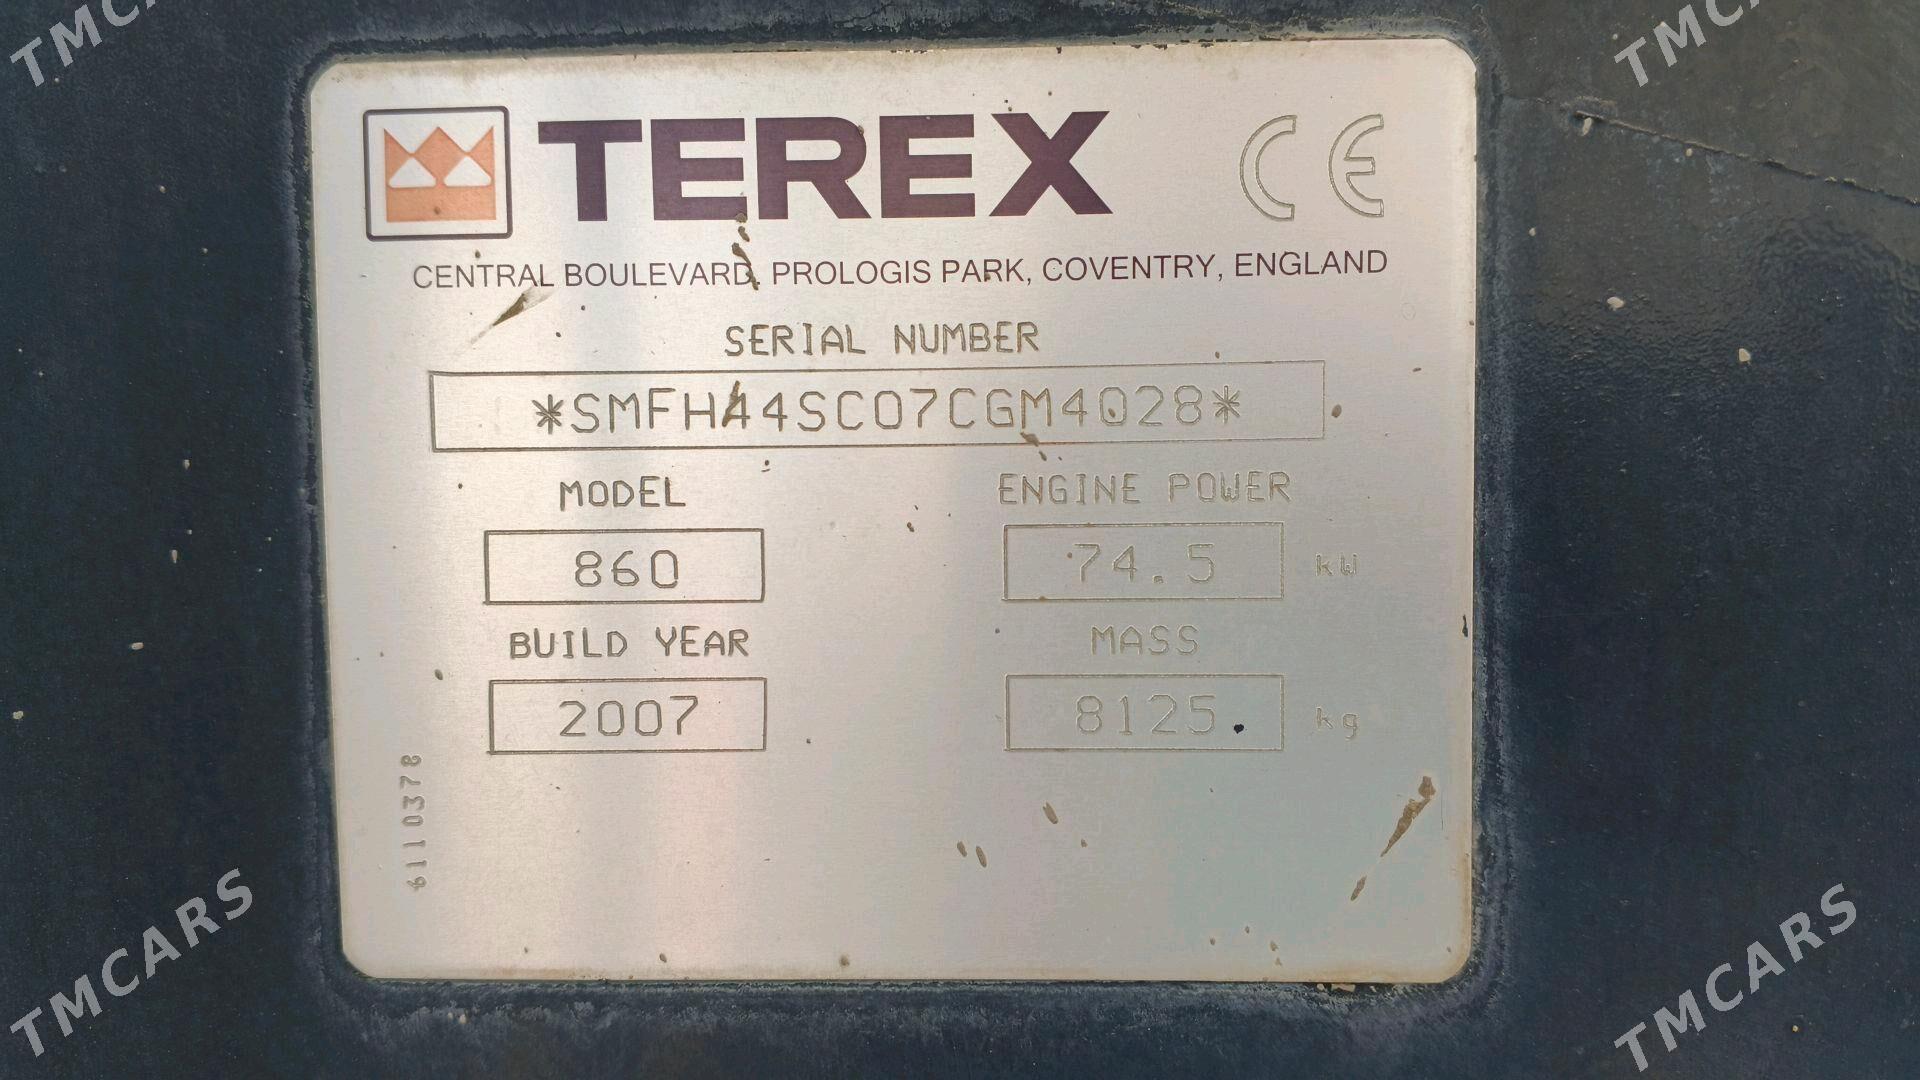 TEREX CE
CENTRAL BOULEVARD, PROLOGIS PARK, COVENTRY, ENGLAND
SERIAL NUMBER
*SMFH44SC07CGM4028*
MODEL
860
ENGINE POWER
74.5 kW
BUILD YEAR
2007
MASS
8125 kg
6110378
TMCARS
TMCARS
TMCARS
TMCARS